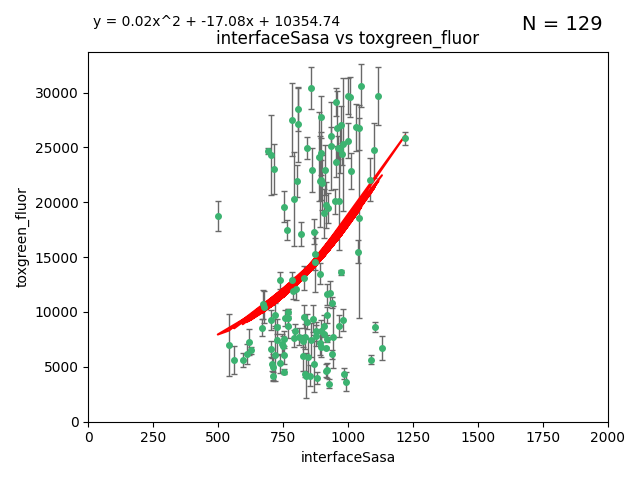 y = 0.02x^2 + -17.08x + 10354.74
N = 129
interfaceSasa vs toxgreen_fluor
30000
25000
20000
15000
10000
5000
0
toxgreen_fluor
0 250 500 750 1000 1250 1500 1750 2000
interfaceSasa